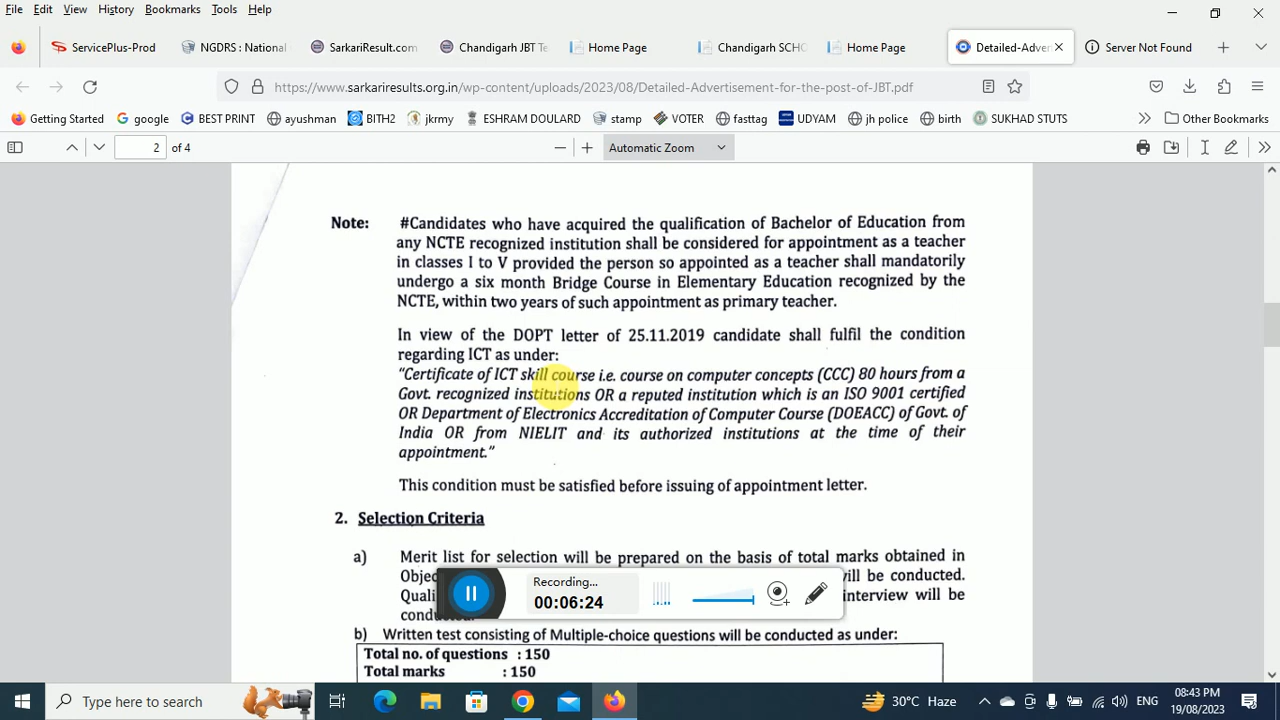 File Edit View History Bookmarks Tools Help
ServicePlus-Prod
NGDRS : National
SarkariResult.com
Chandigarh JBT Te
Home Page
Chandigarh SCHO
Home Page
Detailed-Adver
Server Not Found
https://www.sarkariresults.org.in/wp-content/uploads/2023/08/Detailed-Advertisement-for-the-post-of-JBT.pdf
Getting Started google BEST PRINT ayushman BITH2 jkrmy ESHRAM DOULARD stamp VOTER fasttag UDYAM jh police birth SUKHAD STUTS Other Bookmarks
2 of 4 Automatic Zoom
Note: #Candidates who have acquired the qualification of Bachelor of Education from
any NCTE recognized institution shall be considered for appointment as a teacher
in classes I to V provided the person so appointed as a teacher shall mandatorily
undergo a six month Bridge Course in Elementary Education recognized by the
NCTE, within two years of such appointment as primary teacher.
In view of the DOPT letter of 25.11.2019 candidate shall fulfil the condition
regarding ICT as under:
“Certificate of ICT skill course i.e. course on computer concepts (CCC) 80 hours from a
Govt. recognized institutions OR a reputed institution which is an ISO 9001 certified
OR Department of Electronics Accreditation of Computer Course (DOEACC) of Govt. of
India OR from NIELIT and its authorized institutions at the time of their
appointment.”
This condition must be satisfied before issuing of appointment letter.
2. Selection Criteria
a) Merit list for selection will be prepared on the basis of total marks obtained in
will be conducted.
interview will be
b) Written test consisting of Multiple-choice questions will be conducted as under:
Total no. of questions : 150
Total marks : 150
Recording...
00:06:24
Type here to search
30°C Haze
ENG
08:43 PM
19/08/2023